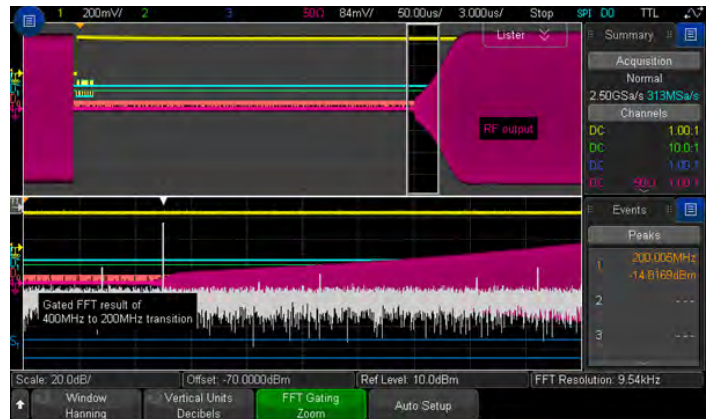 1 200mV/ 2 3 50Ω 84mV/ 50.00us/ 3.000us/ Stop SPI D0 TTL
Lister
Summary
Acquisition
Normal
2.50GSa/s 313MSa/s
Channels
DC 1.00:1
DC 10.0:1
DC 1.00:1
DC 50Ω 1.00:1
RF output
Events
Peaks
1 200.005MHz
-14.8169dBm
2 ---
3 ---
Gated FFT result of
400MHz to 200MHz transition
S₁
Scale: 20.0dB/ Offset: -70.0000dBm Ref Level: 10.0dBm FFT Resolution: 9.54kHz
Window
Hanning
Vertical Units
Decibels
FFT Gating
Zoom
Auto Setup